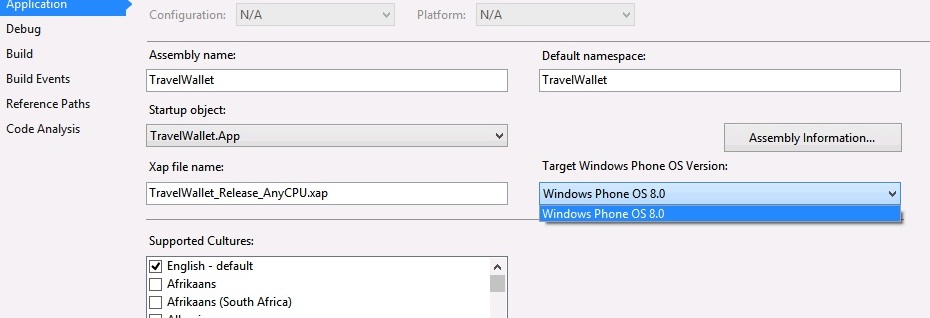 Application
Configuration: N/A Platform: N/A
Debug
Build
Build Events
Reference Paths
Code Analysis
Assembly name: Default namespace:
TravelWallet TravelWallet
Startup object:
TravelWallet.App Assembly Information...
Xap file name: Target Windows Phone OS Version:
TravelWallet_Release_AnyCPU.xap Windows Phone OS 8.0
Windows Phone OS 8.0
Supported Cultures:
English - default
Afrikaans
Afrikaans (South Africa)